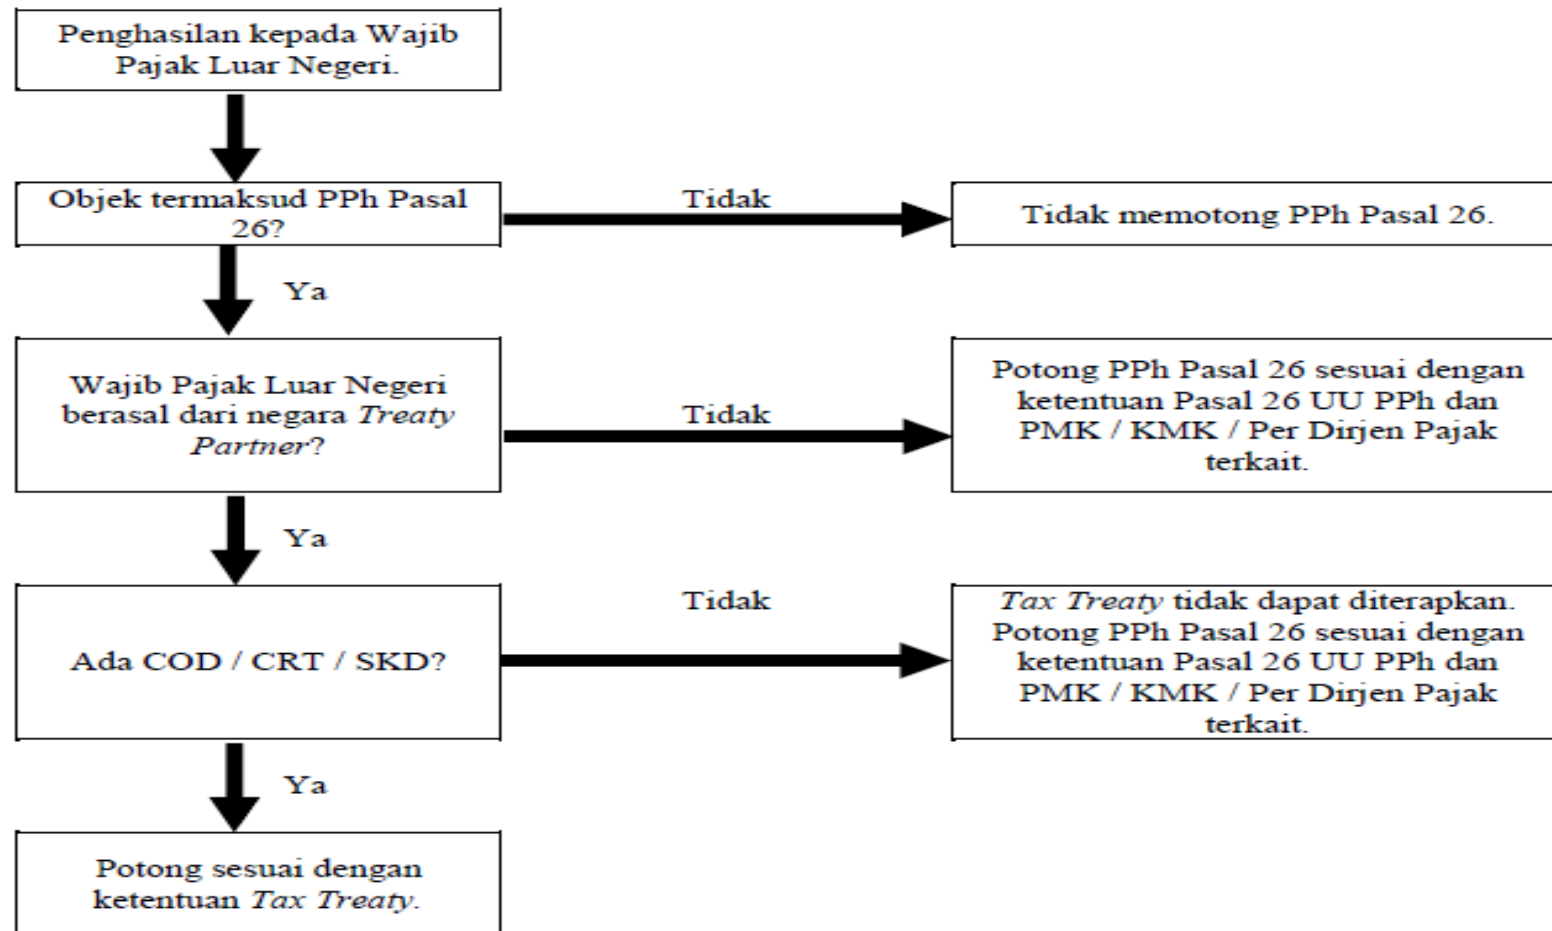 Penghasilan kepada Wajib
Pajak Luar Negeri.
Objek termaksud PPh Pasal
26?
Tidak
Tidak memotong PPh Pasal 26.
Ya
Wajib Pajak Luar Negeri
berasal dari negara Treaty
Partner?
Tidak
Potong PPh Pasal 26 sesuai dengan
ketentuan Pasal 26 UU PPh dan
PMK / KMK / Per Dirjen Pajak
terkait.
Ya
Ada COD / CRT / SKD?
Tidak
Tax Treaty tidak dapat diterapkan.
Potong PPh Pasal 26 sesuai dengan
ketentuan Pasal 26 UU PPh dan
PMK / KMK / Per Dirjen Pajak
terkait.
Ya
Potong sesuai dengan
ketentuan Tax Treaty.